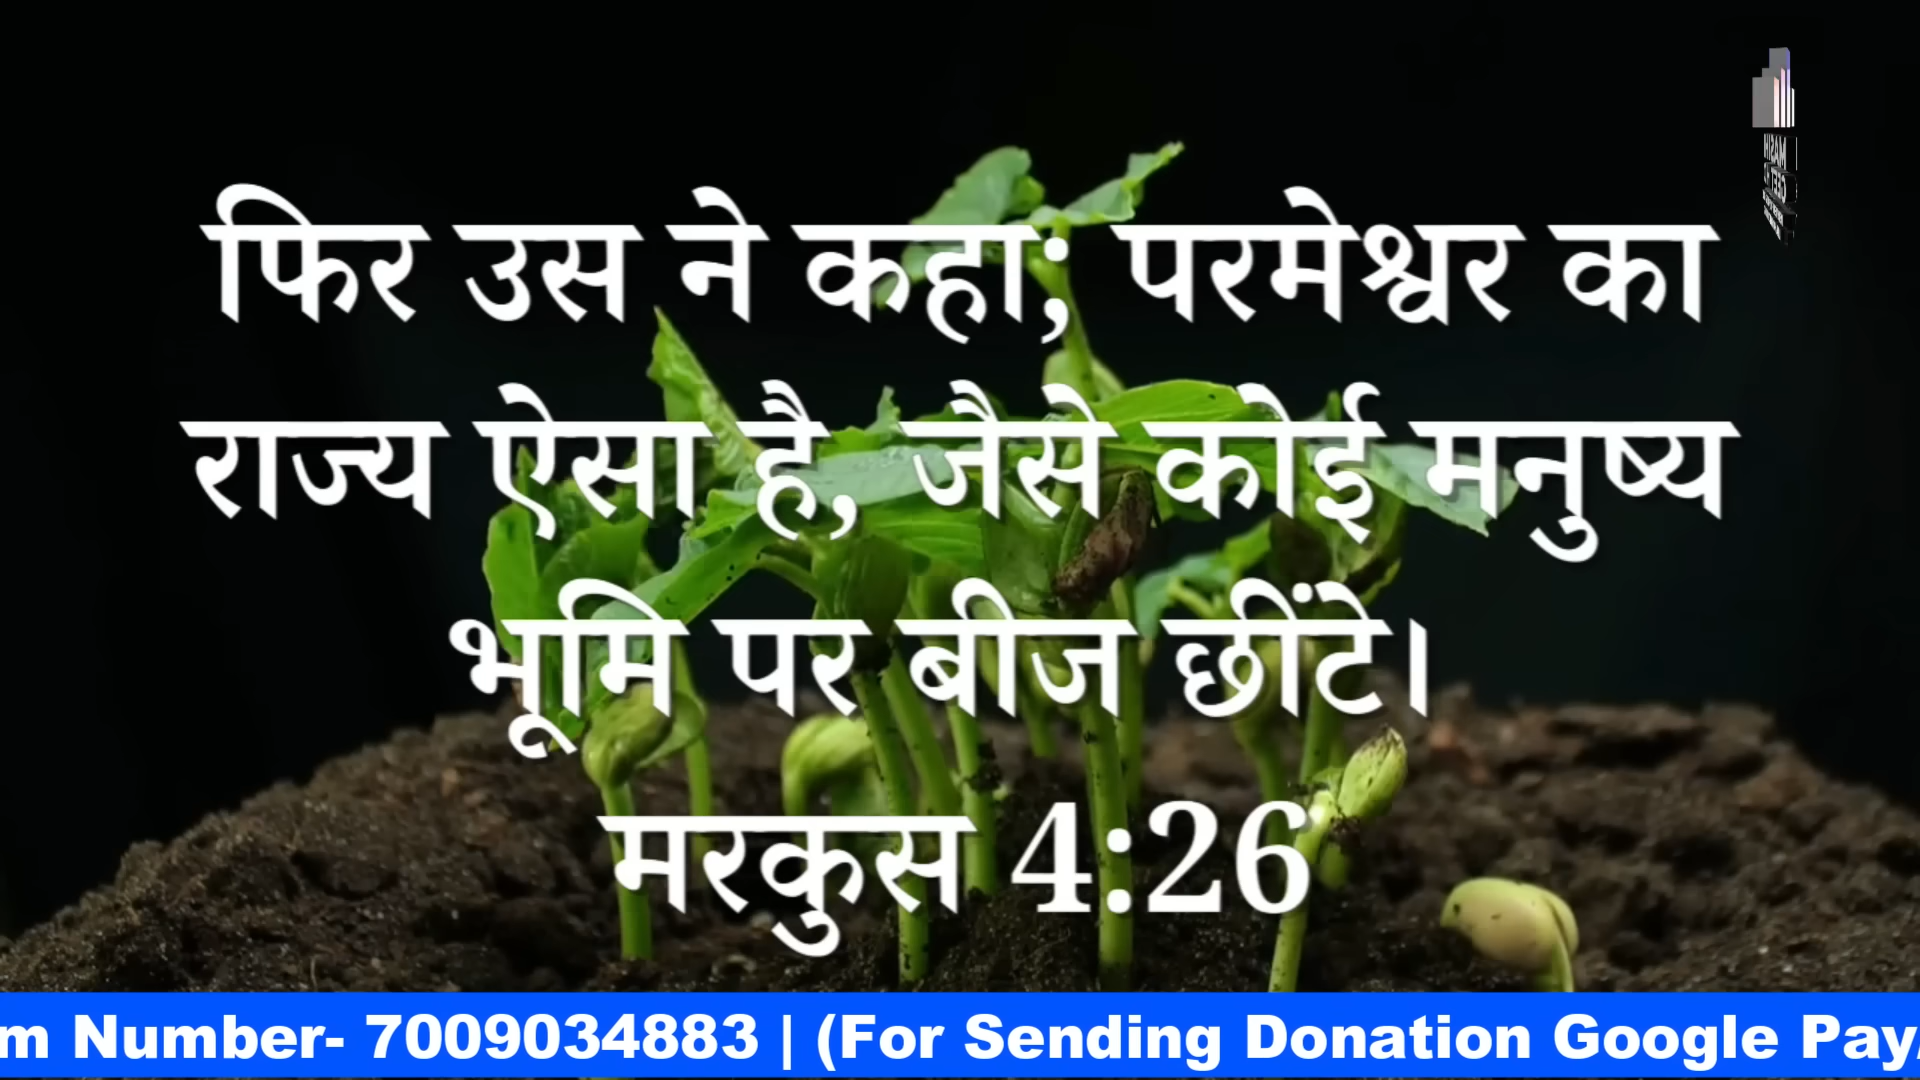 फिर उस ने कहा; परमेश्वर का
राज्य ऐसा है, जैसे कोई मनुष्य
भूमि पर बीज छींटे।
मरकुस 4:26
m Number- 7009034883 | (For Sending Donation Google Pay/